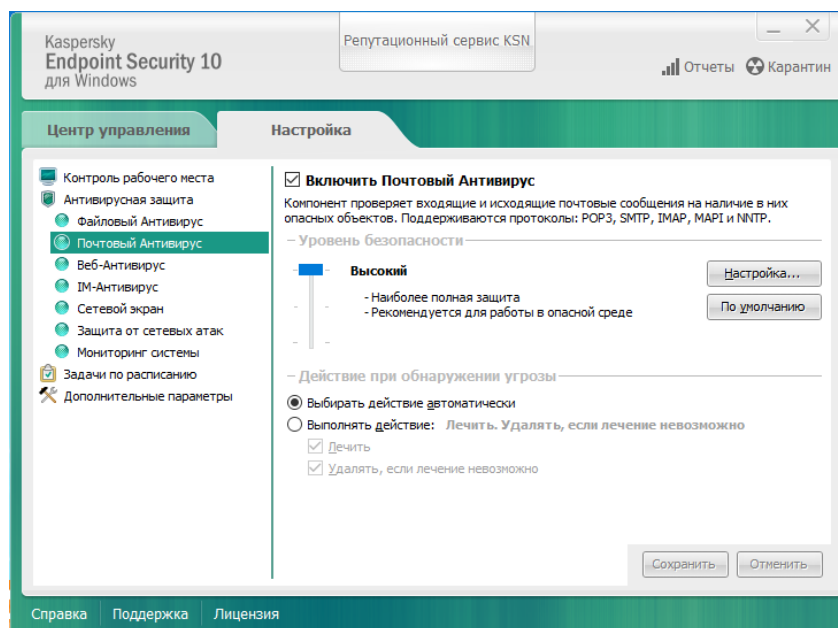 Kaspersky
Endpoint Security 10
для Windows
Репутационный сервис KSN
Отчеты
Карантин
Центр управления
Настройка
Контроль рабочего места
Антивирусная защита
Файловый Антивирус
Почтовый Антивирус
Веб-Антивирус
IM-Антивирус
Сетевой экран
Защита от сетевых атак
Мониторинг системы
Задачи по расписанию
Дополнительные параметры
Включить Почтовый Антивирус
Компонент проверяет входящие и исходящие почтовые сообщения на наличие в них
опасных объектов. Поддерживаются протоколы: POP3, SMTP, IMAP, MAPI и NNTP.
Уровень безопасности
Высокий
- Наиболее полная защита
- Рекомендуется для работы в опасной среде
Настройка...
По умолчанию
Действие при обнаружении угрозы
Выбирать действие автоматически
Выполнять действие: Лечить. Удалять, если лечение невозможно
Лечить
Удалять, если лечение невозможно
Сохранить
Отменить
Справка
Поддержка
Лицензия